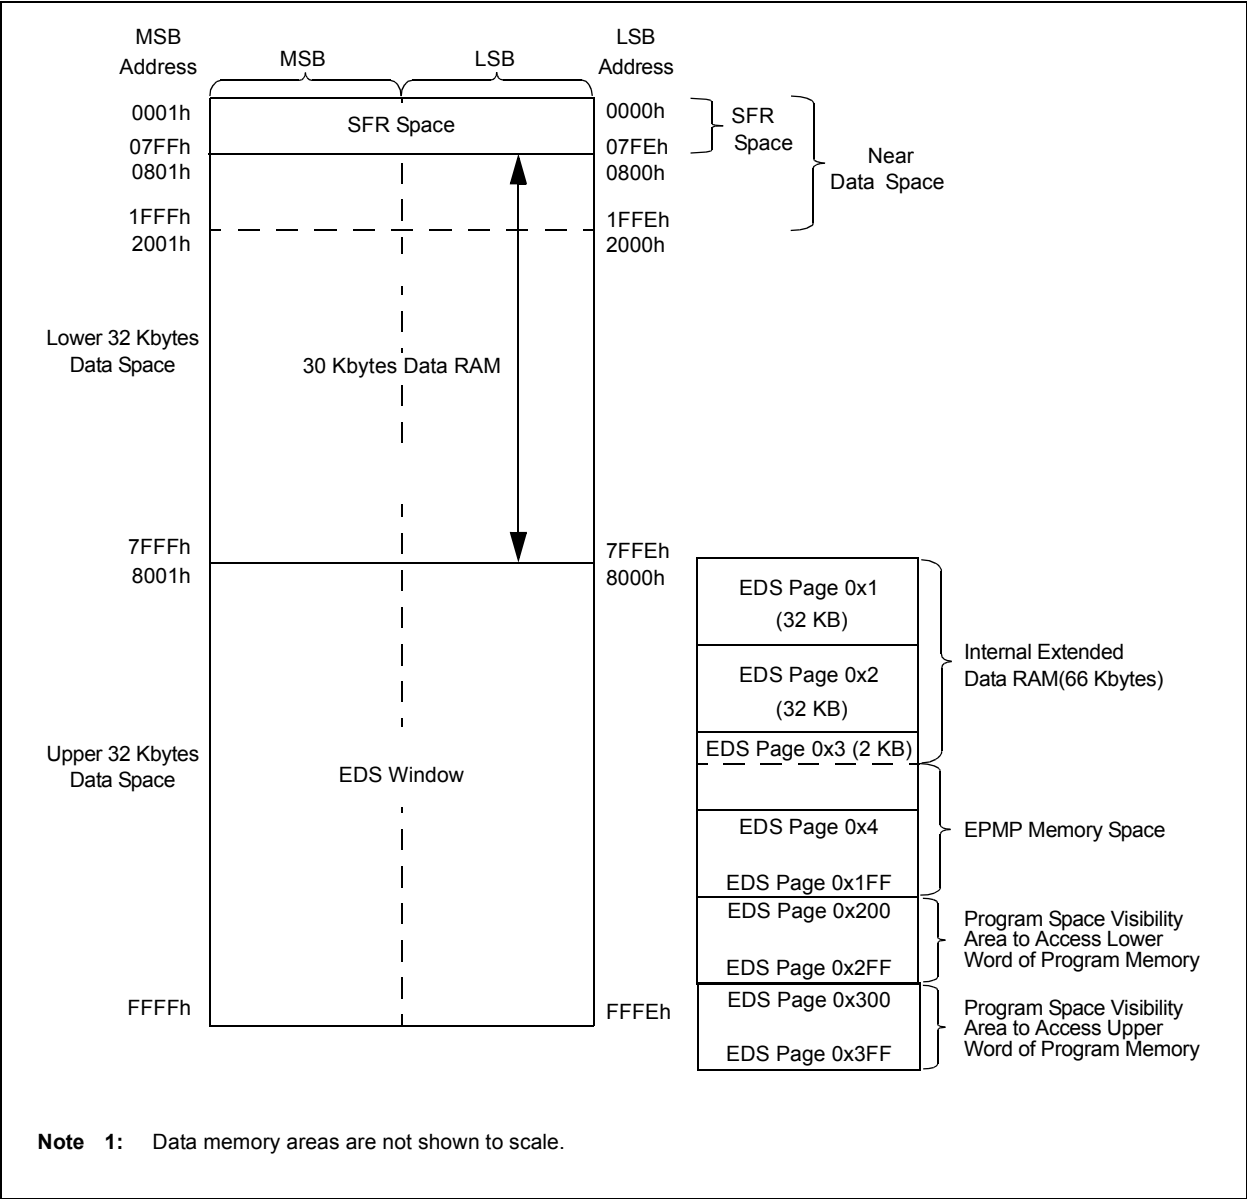 MSB
Address
MSB
LSB
LSB
Address
0001h
SFR Space
0000h
SFR
Space
07FFh
07FEh
0801h
0800h
Near
Data Space
1FFFh
1FFEh
2001h
2000h
Lower 32 Kbytes
Data Space
30 Kbytes Data RAM
7FFFh
7FFEh
8001h
8000h
EDS Page 0x1
(32 KB)
EDS Page 0x2
(32 KB)
Internal Extended
Data RAM(66 Kbytes)
EDS Page 0x3 (2 KB)
Upper 32 Kbytes
Data Space
EDS Window
EDS Page 0x4
EPMP Memory Space
EDS Page 0x1FF
EDS Page 0x200
Program Space Visibility
Area to Access Lower
Word of Program Memory
EDS Page 0x2FF
FFFFh
FFFEh
EDS Page 0x300
Program Space Visibility
Area to Access Upper
Word of Program Memory
EDS Page 0x3FF
Note 1: Data memory areas are not shown to scale.